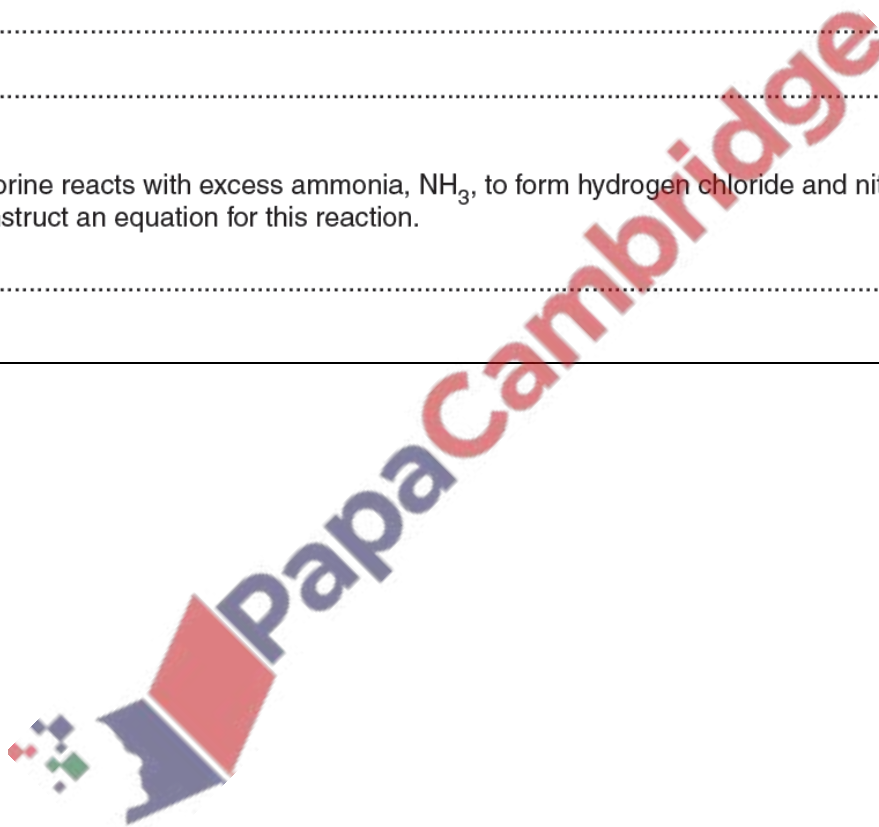 orine reacts with excess ammonia, NH₃, to form hydrogen chloride and nit
struct an equation for this reaction.
PapaCambridge